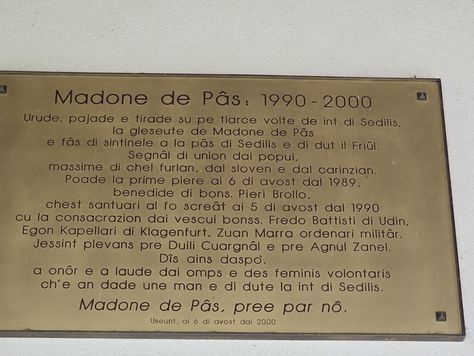 Madone de Pâs: 1990 - 2000
Urude, pajade e tirade su pe tiarce volte de int di Sedilis,
la gleseute de Madone de Pâs
e fâs di sintinele a la pâs di Sedilis e di dut il Friûl.
Segnâl di union dai popui,
massime di chel furlan, dal sloven e dal carinzian.
Poade la prime piere ai 6 di avost dal 1989,
benedide di bons. Pieri Brollo,
chest santuari al fo screât ai 5 di avost dal 1990
cu la consacrazion dai vescui bonss. Fredo Battisti di Udin,
Egon Kapellari di Klagenfurt, Zuan Marra ordenari militâr.
Jessint plevans pre Duili Cuargnâl e pre Agnul Zanel.
Dîs ains daspò,
a onôr e a laude dai omps e des feminis volontaris
ch'e an dade une man e di dute la int di Sedilis.
Madone de Pâs, pree par nô.
Useunt, ai 6 di avost dal 2000